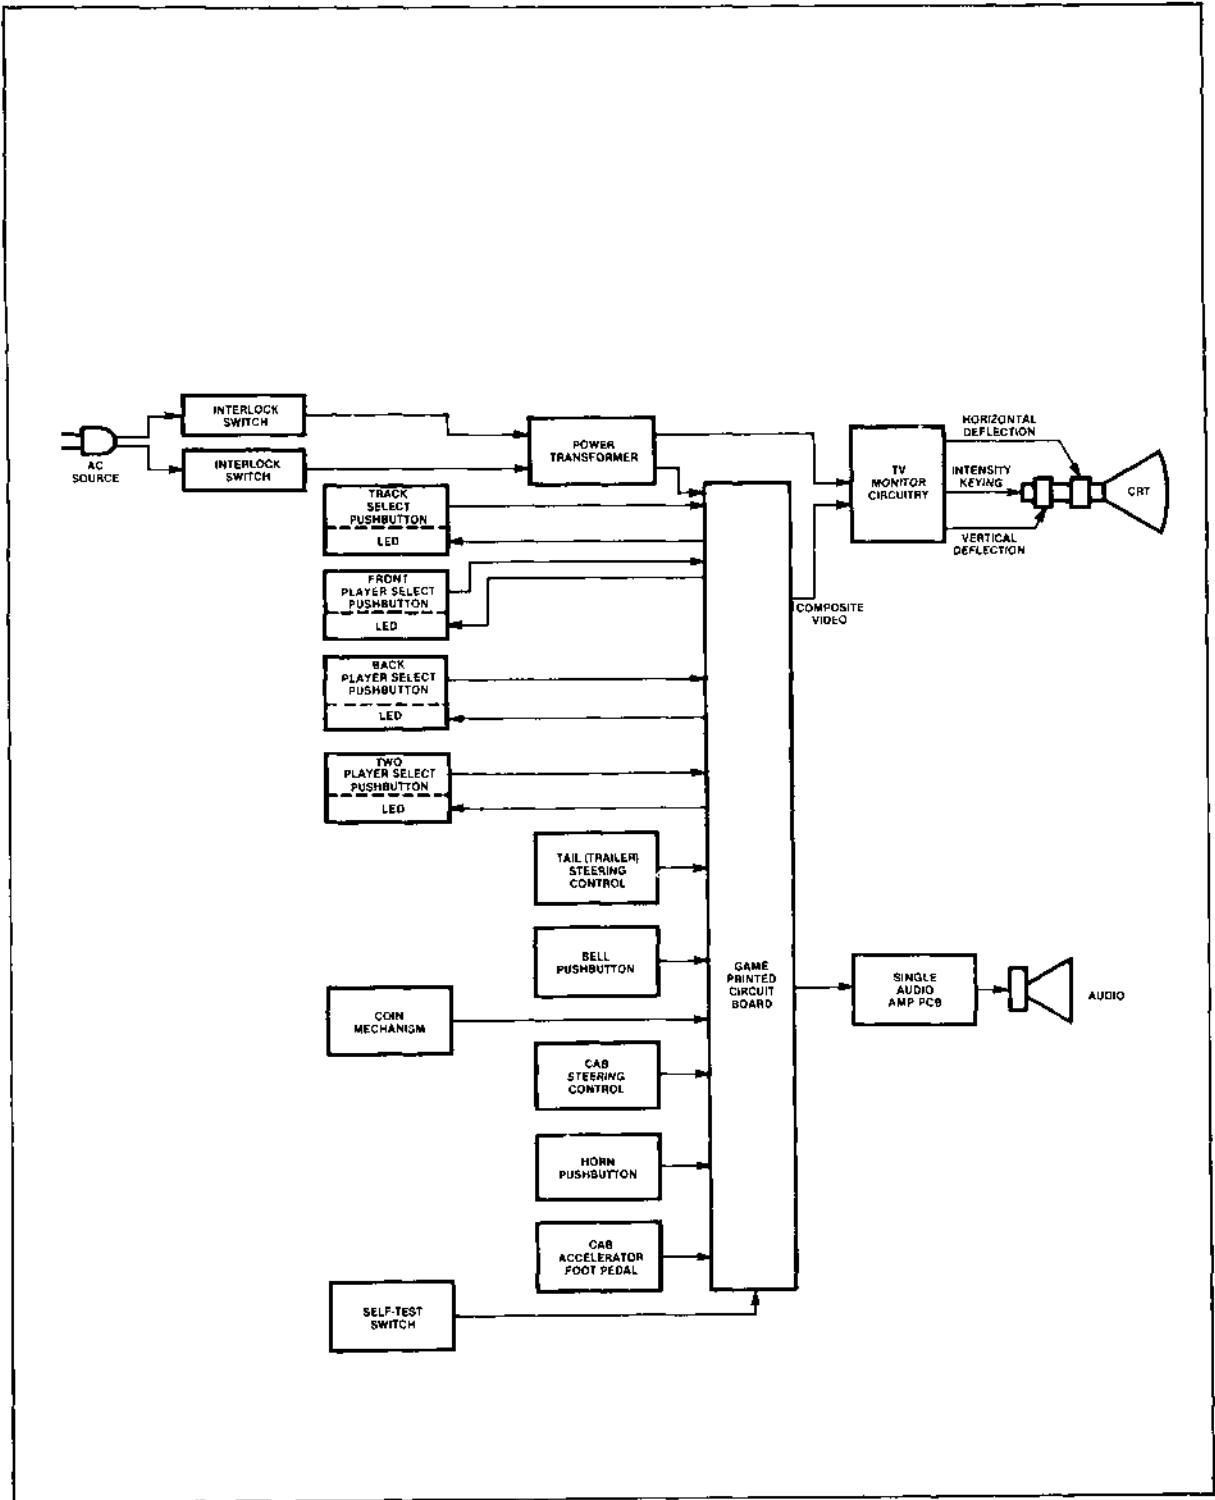 INTERLOCK
SWITCH
INTERLOCK
SWITCH
AC
SOURCE
POWER
TRANSFORMER
TV
MONITOR
CIRCUITRY
HORIZONTAL
DEFLECTION
INTENSITY
KEYING
VERTICAL
DEFLECTION
CRT
TRACK
SELECT
PUSHBUTTON
LED
FRONT
PLAYER SELECT
PUSHBUTTON
LED
COMPOSITE
VIDEO
BACK
PLAYER SELECT
PUSHBUTTON
LED
TWO
PLAYER SELECT
PUSHBUTTON
LED
TAIL (TRAILER)
STEERING
CONTROL
BELL
PUSHBUTTON
GAME
PRINTED
CIRCUIT
BOARD
SINGLE
AUDIO
AMP PCB
AUDIO
COIN
MECHANISM
CAB
STEERING
CONTROL
HORN
PUSHBUTTON
CAB
ACCELERATOR
FOOT PEDAL
SELF-TEST
SWITCH